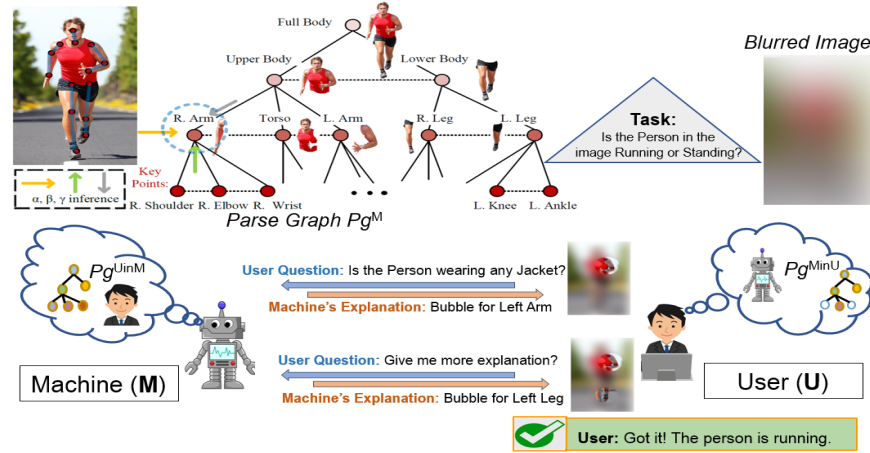 Full Body
Blurred Image
Upper Body
Lower Body
R. Arm
Torso
L. Arm
R. Leg
L. Leg
Task:
Is the Person in the
image Running or Standing?
Key
Points:
α, β, γ inference
R. Shoulder R. Elbow R. Wrist
L. Knee L. Ankle
Parse Graph Pg^M
Pg^UinM
User Question: Is the Person wearing any Jacket?
Machine's Explanation: Bubble for Left Arm
Pg^MinU
User Question: Give me more explanation?
Machine's Explanation: Bubble for Left Leg
Machine (M)
User (U)
User: Got it! The person is running.